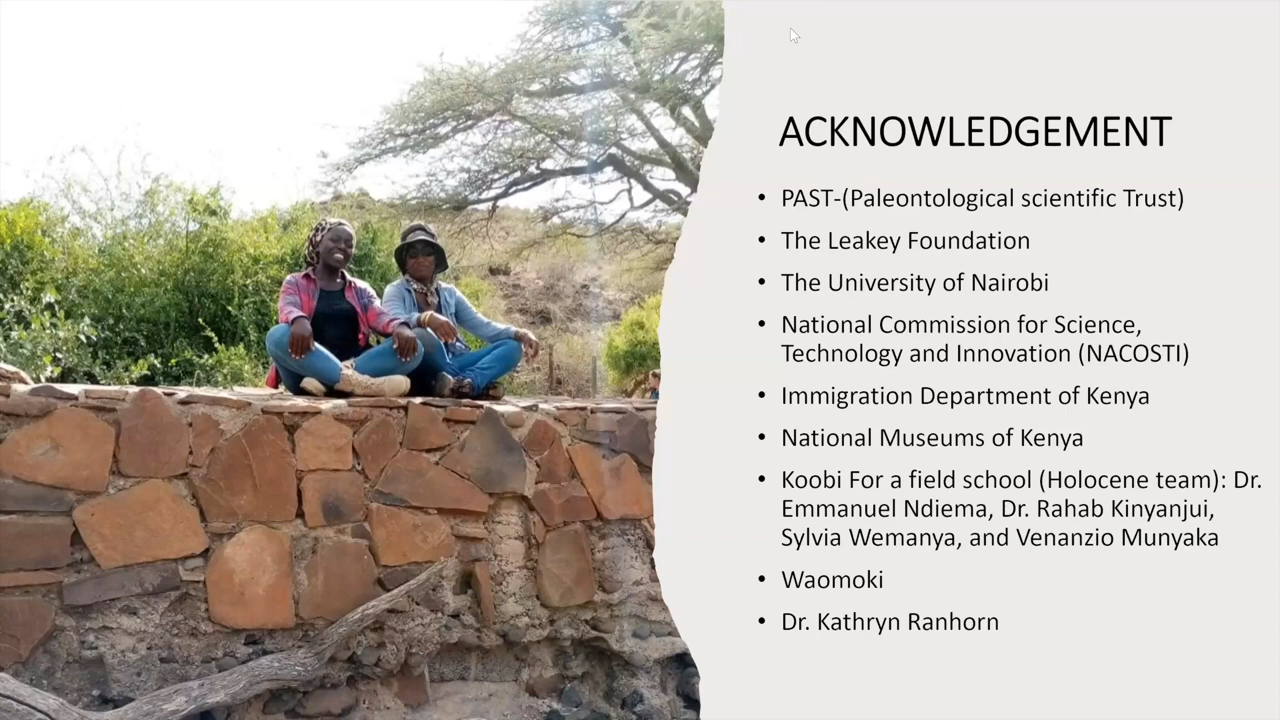 ACKNOWLEDGEMENT
• PAST-(Paleontological scientific Trust)
• The Leakey Foundation
• The University of Nairobi
• National Commission for Science,
Technology and Innovation (NACOSTI)
• Immigration Department of Kenya
• National Museums of Kenya
• Koobi For a field school (Holocene team): Dr.
Emmanuel Ndiema, Dr. Rahab Kinyanjui,
Sylvia Wemanya, and Venanzio Munyaka
• Waomoki
• Dr. Kathryn Ranhorn